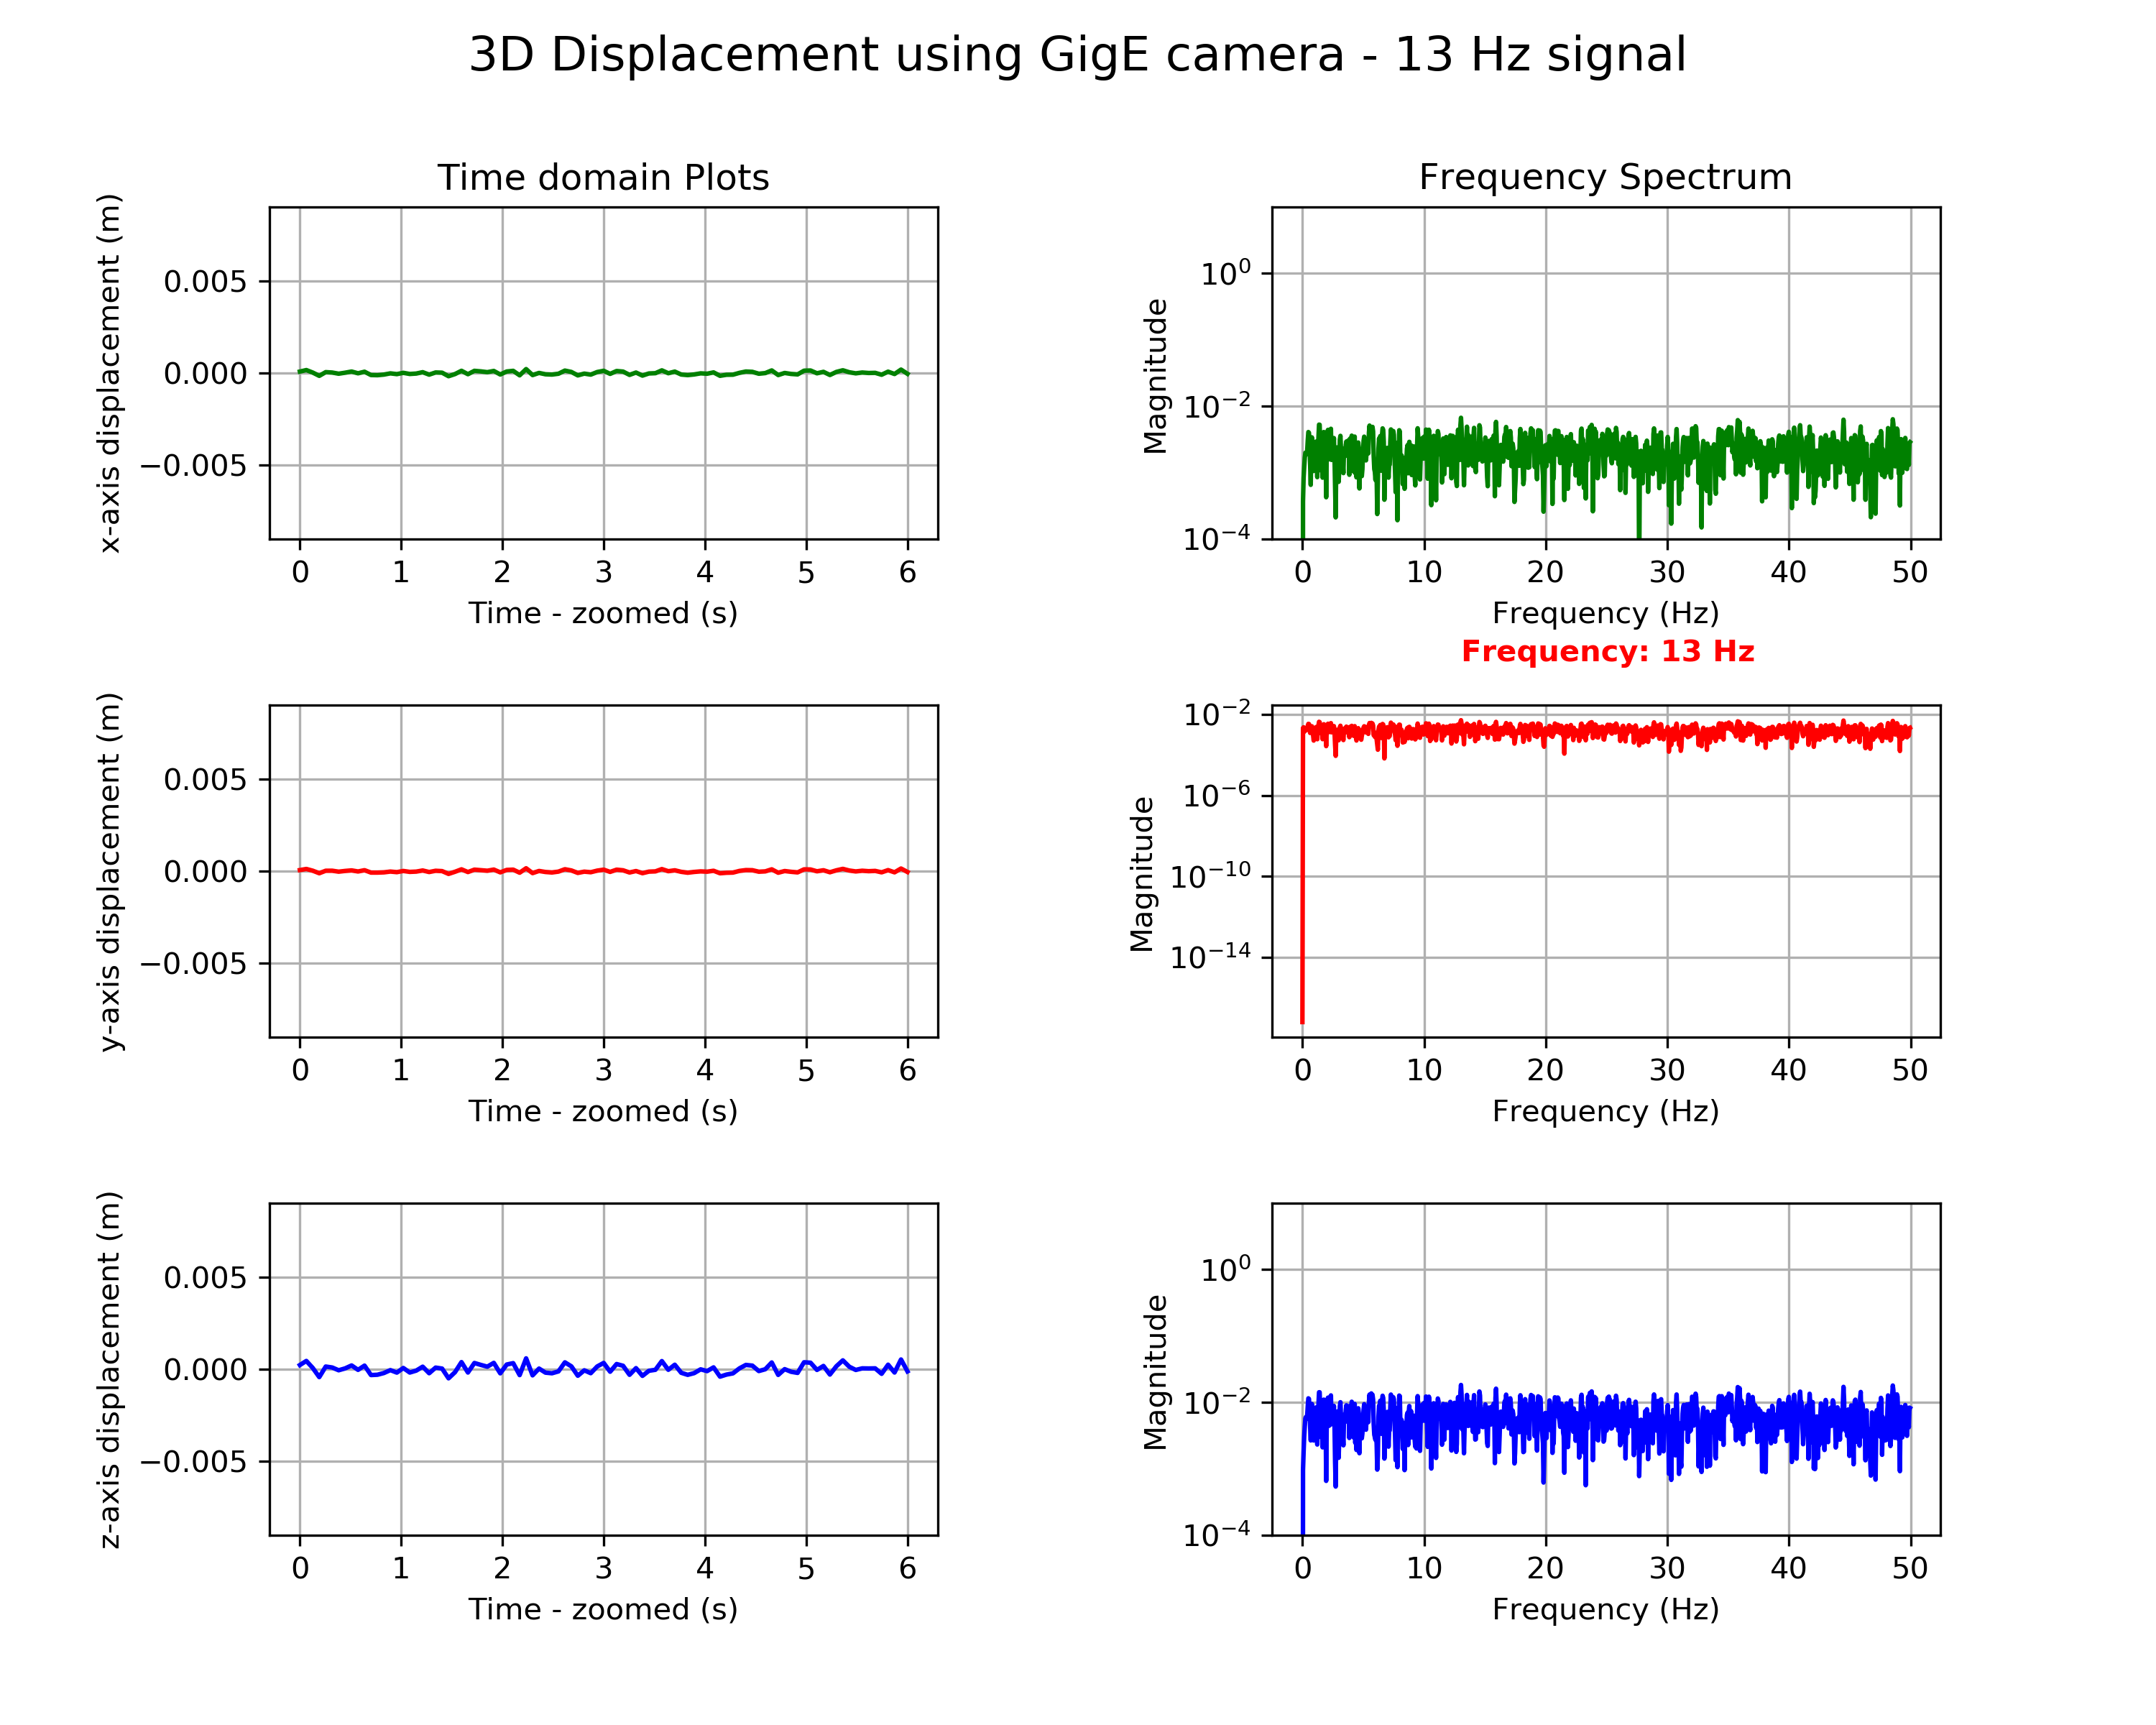 3D Displacement using GigE camera - 13 Hz signal
Time domain Plots
x-axis displacement (m)
0.005
0.000
−0.005
0 1 2 3 4 5 6
Time - zoomed (s)
Frequency Spectrum
Magnitude
10⁰
10⁻²
10⁻⁴
0 10 20 30 40 50
Frequency (Hz)
y-axis displacement (m)
0.005
0.000
−0.005
0 1 2 3 4 5 6
Time - zoomed (s)
Frequency: 13 Hz
Magnitude
10⁻²
10⁻⁶
10⁻¹⁰
10⁻¹⁴
0 10 20 30 40 50
Frequency (Hz)
z-axis displacement (m)
0.005
0.000
−0.005
0 1 2 3 4 5 6
Time - zoomed (s)
Magnitude
10⁰
10⁻²
10⁻⁴
0 10 20 30 40 50
Frequency (Hz)